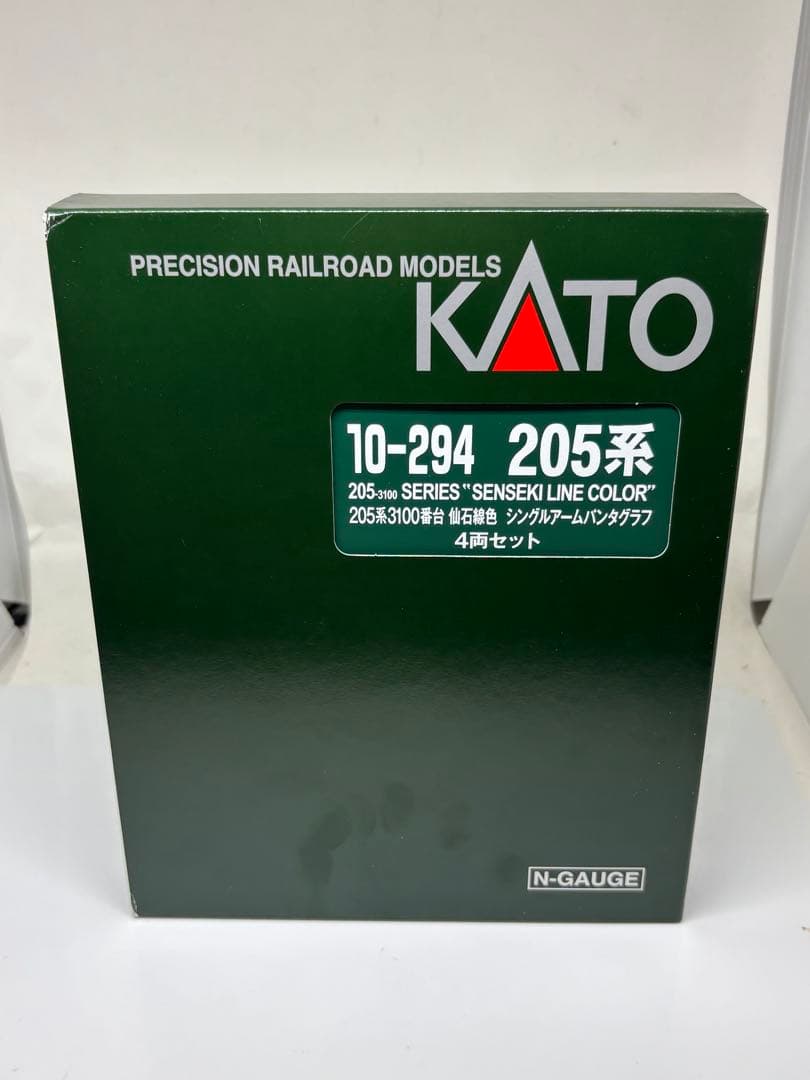 PRECISION RAILROAD MODELS
KATO
10-294 205系
205-3100 SERIES "SENSEKI LINE COLOR"
205系3100番台 仙石線色 シングルアームパンタグラフ
4両セット
N-GAUGE